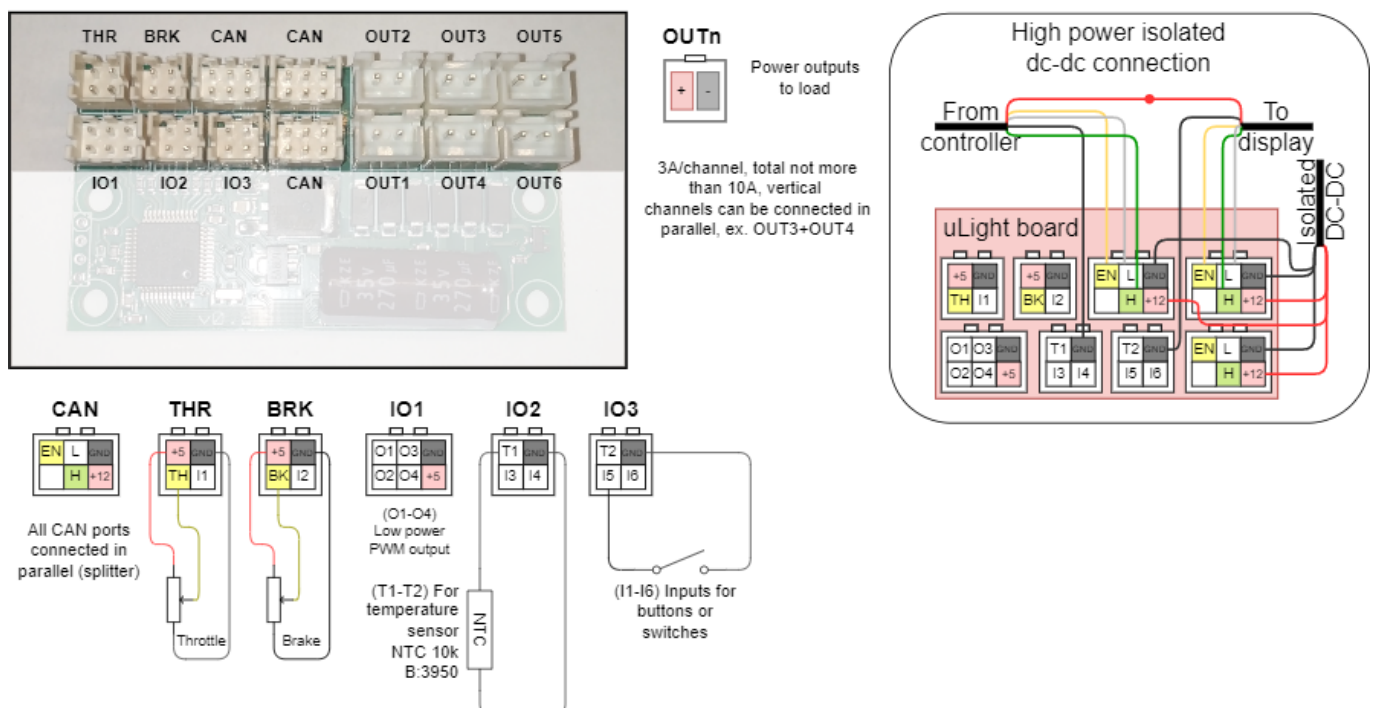 THR BRK CAN CAN OUT2 OUT3 OUT5
IO1 IO2 IO3 CAN OUT1 OUT4 OUT6
22E
35V
270µF
35V
270µF
OUTn
+ -
Power outputs
to load
3A/channel, total not more
than 10A, vertical
channels can be connected in
parallel, ex. OUT3+OUT4
High power isolated
dc-dc connection
From
controller
To
display
Isolated
DC-DC
uLight board
+5 GND
TH I1
+5 GND
BK I2
EN L GND
H +12
EN L GND
H +12
O1 O3 GND
O2 O4 +5
T1 GND
I3 I4
T2 GND
I5 I6
EN L GND
H +12
CAN
EN L GND
H +12
All CAN ports
connected in
parallel (splitter)
THR
+5 GND
TH I1
Throttle
BRK
+5 GND
BK I2
Brake
IO1
O1 O3 GND
O2 O4 +5
(O1-O4)
Low power
PWM output
IO2
T1 GND
I3 I4
(T1-T2) For
temperature
sensor
NTC 10k
B:3950
NTC
IO3
T2 GND
I5 I6
(I1-I6) Inputs for
buttons or
switches